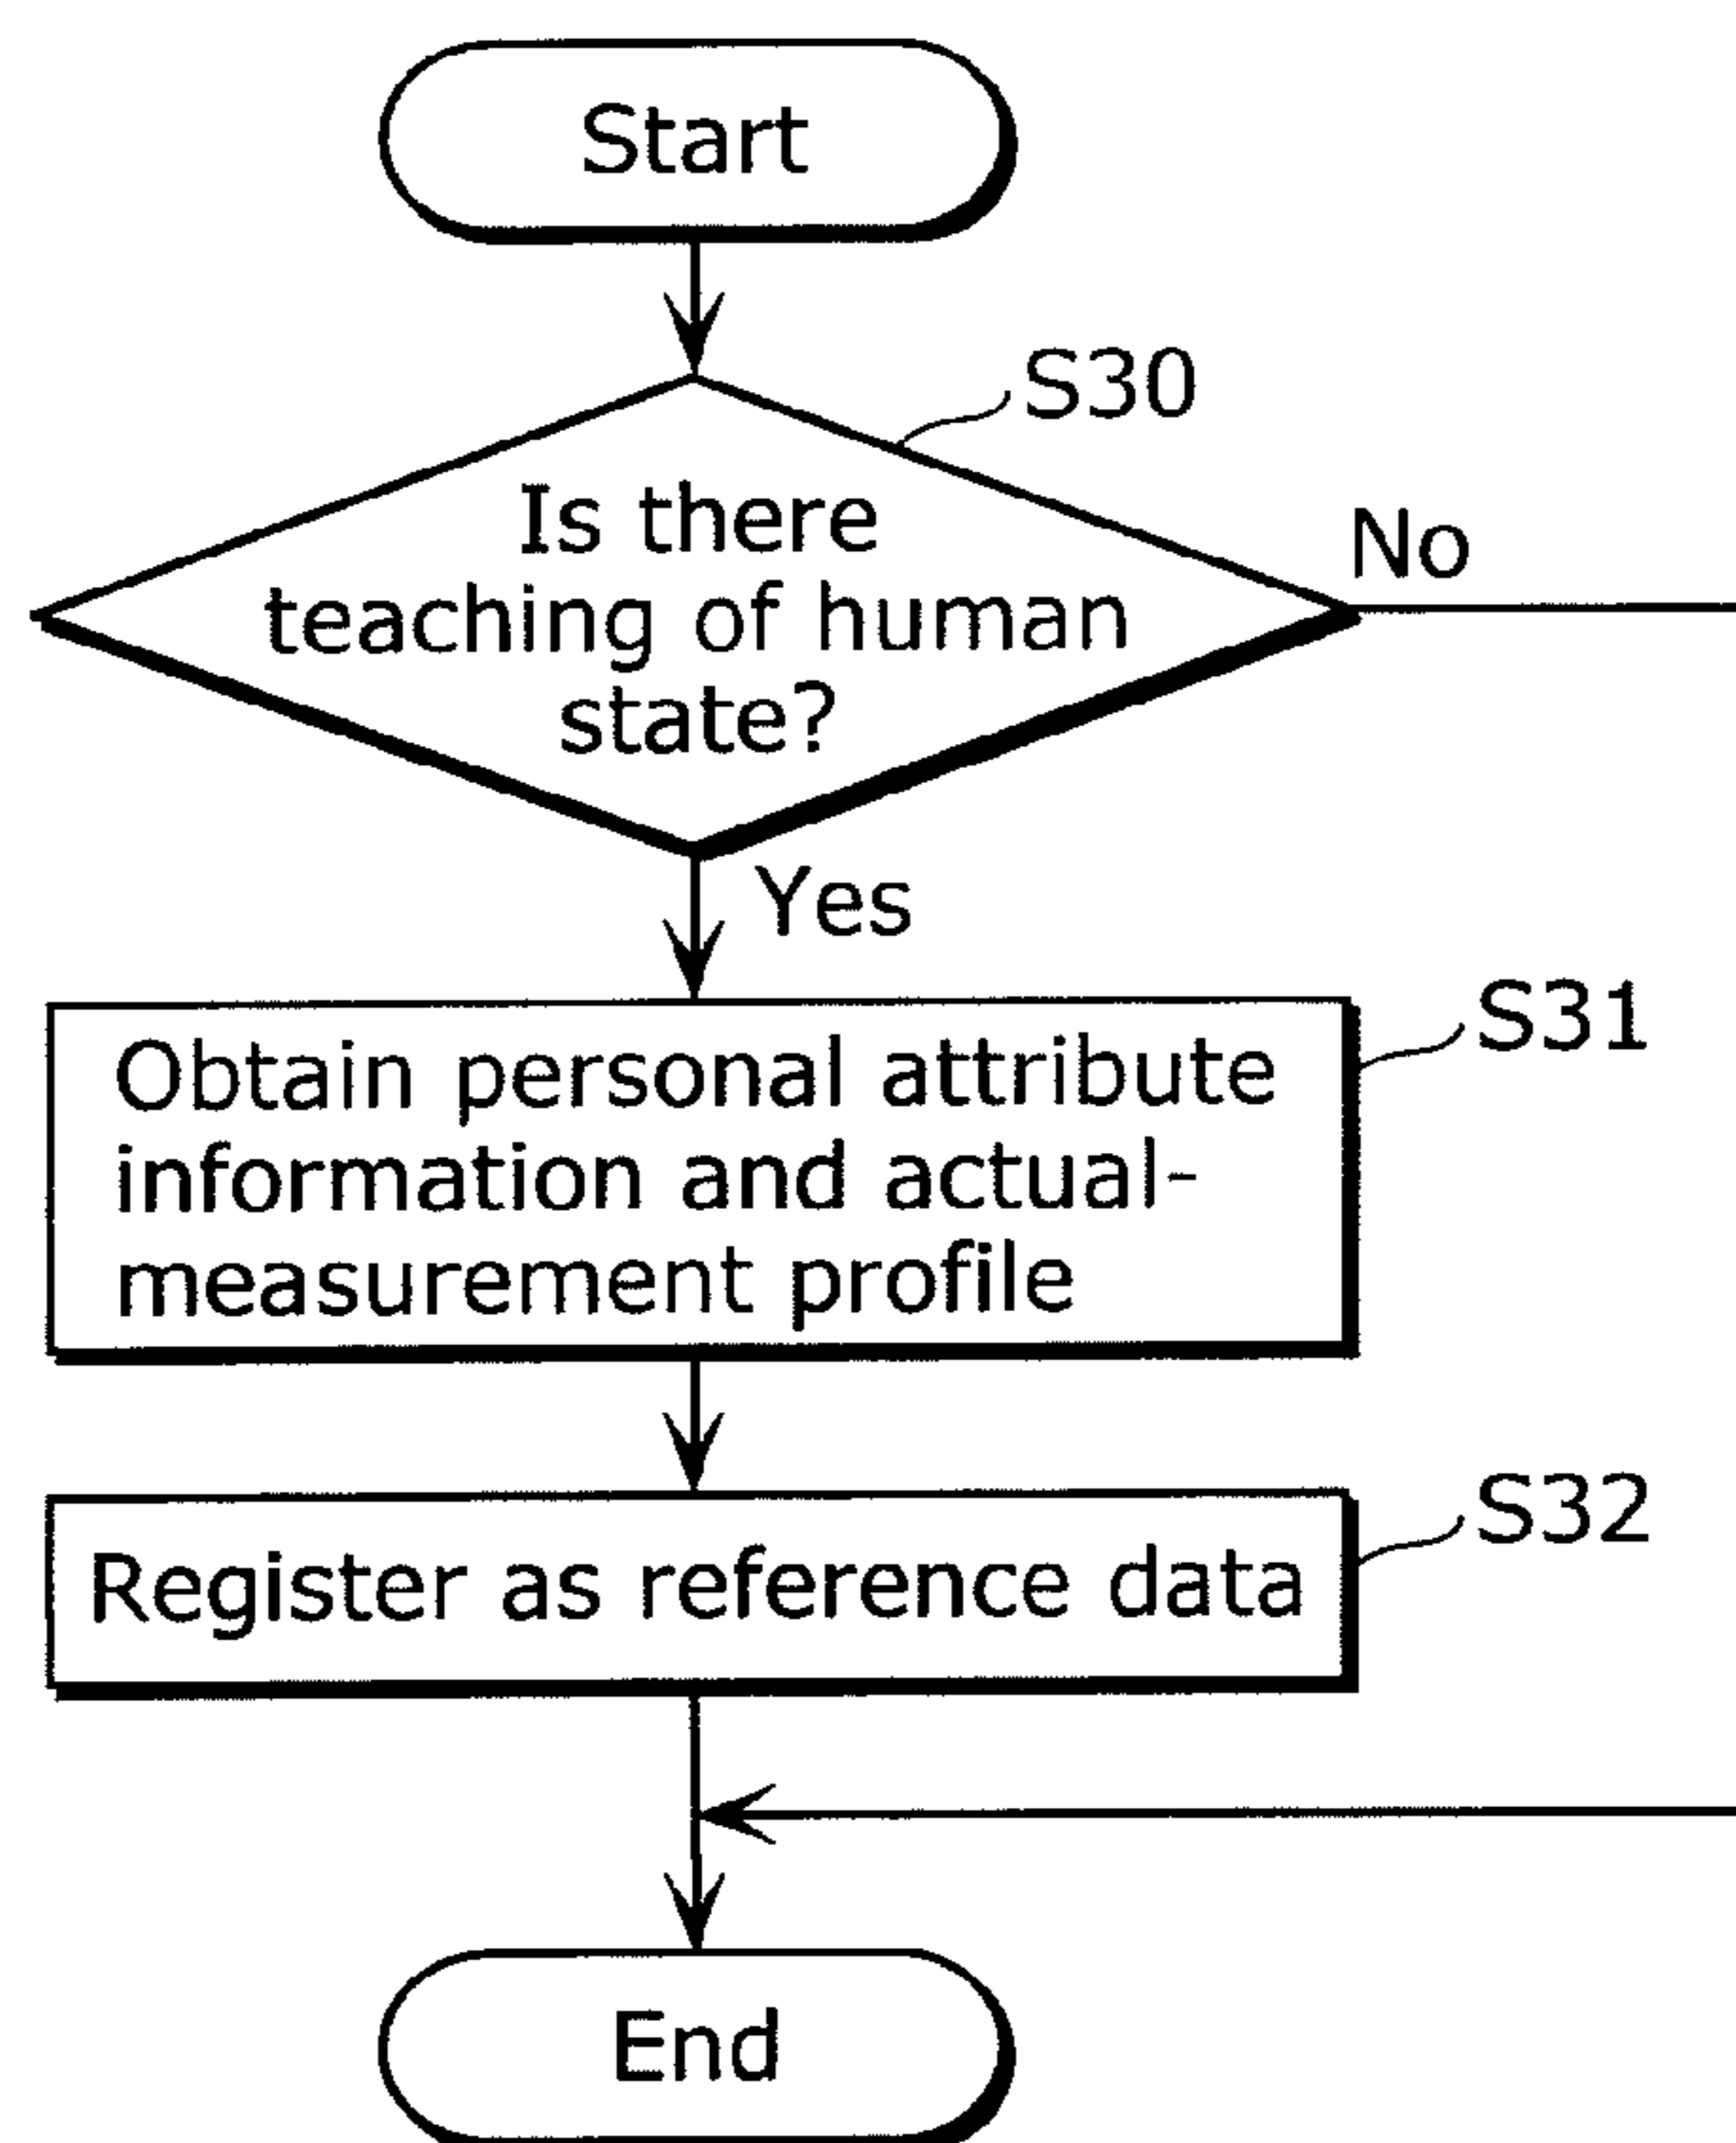 Start
S30
Is there
teaching of human
state?
No
Yes
S31
Obtain personal attribute
information and actual-
measurement profile
S32
Register as reference data
End